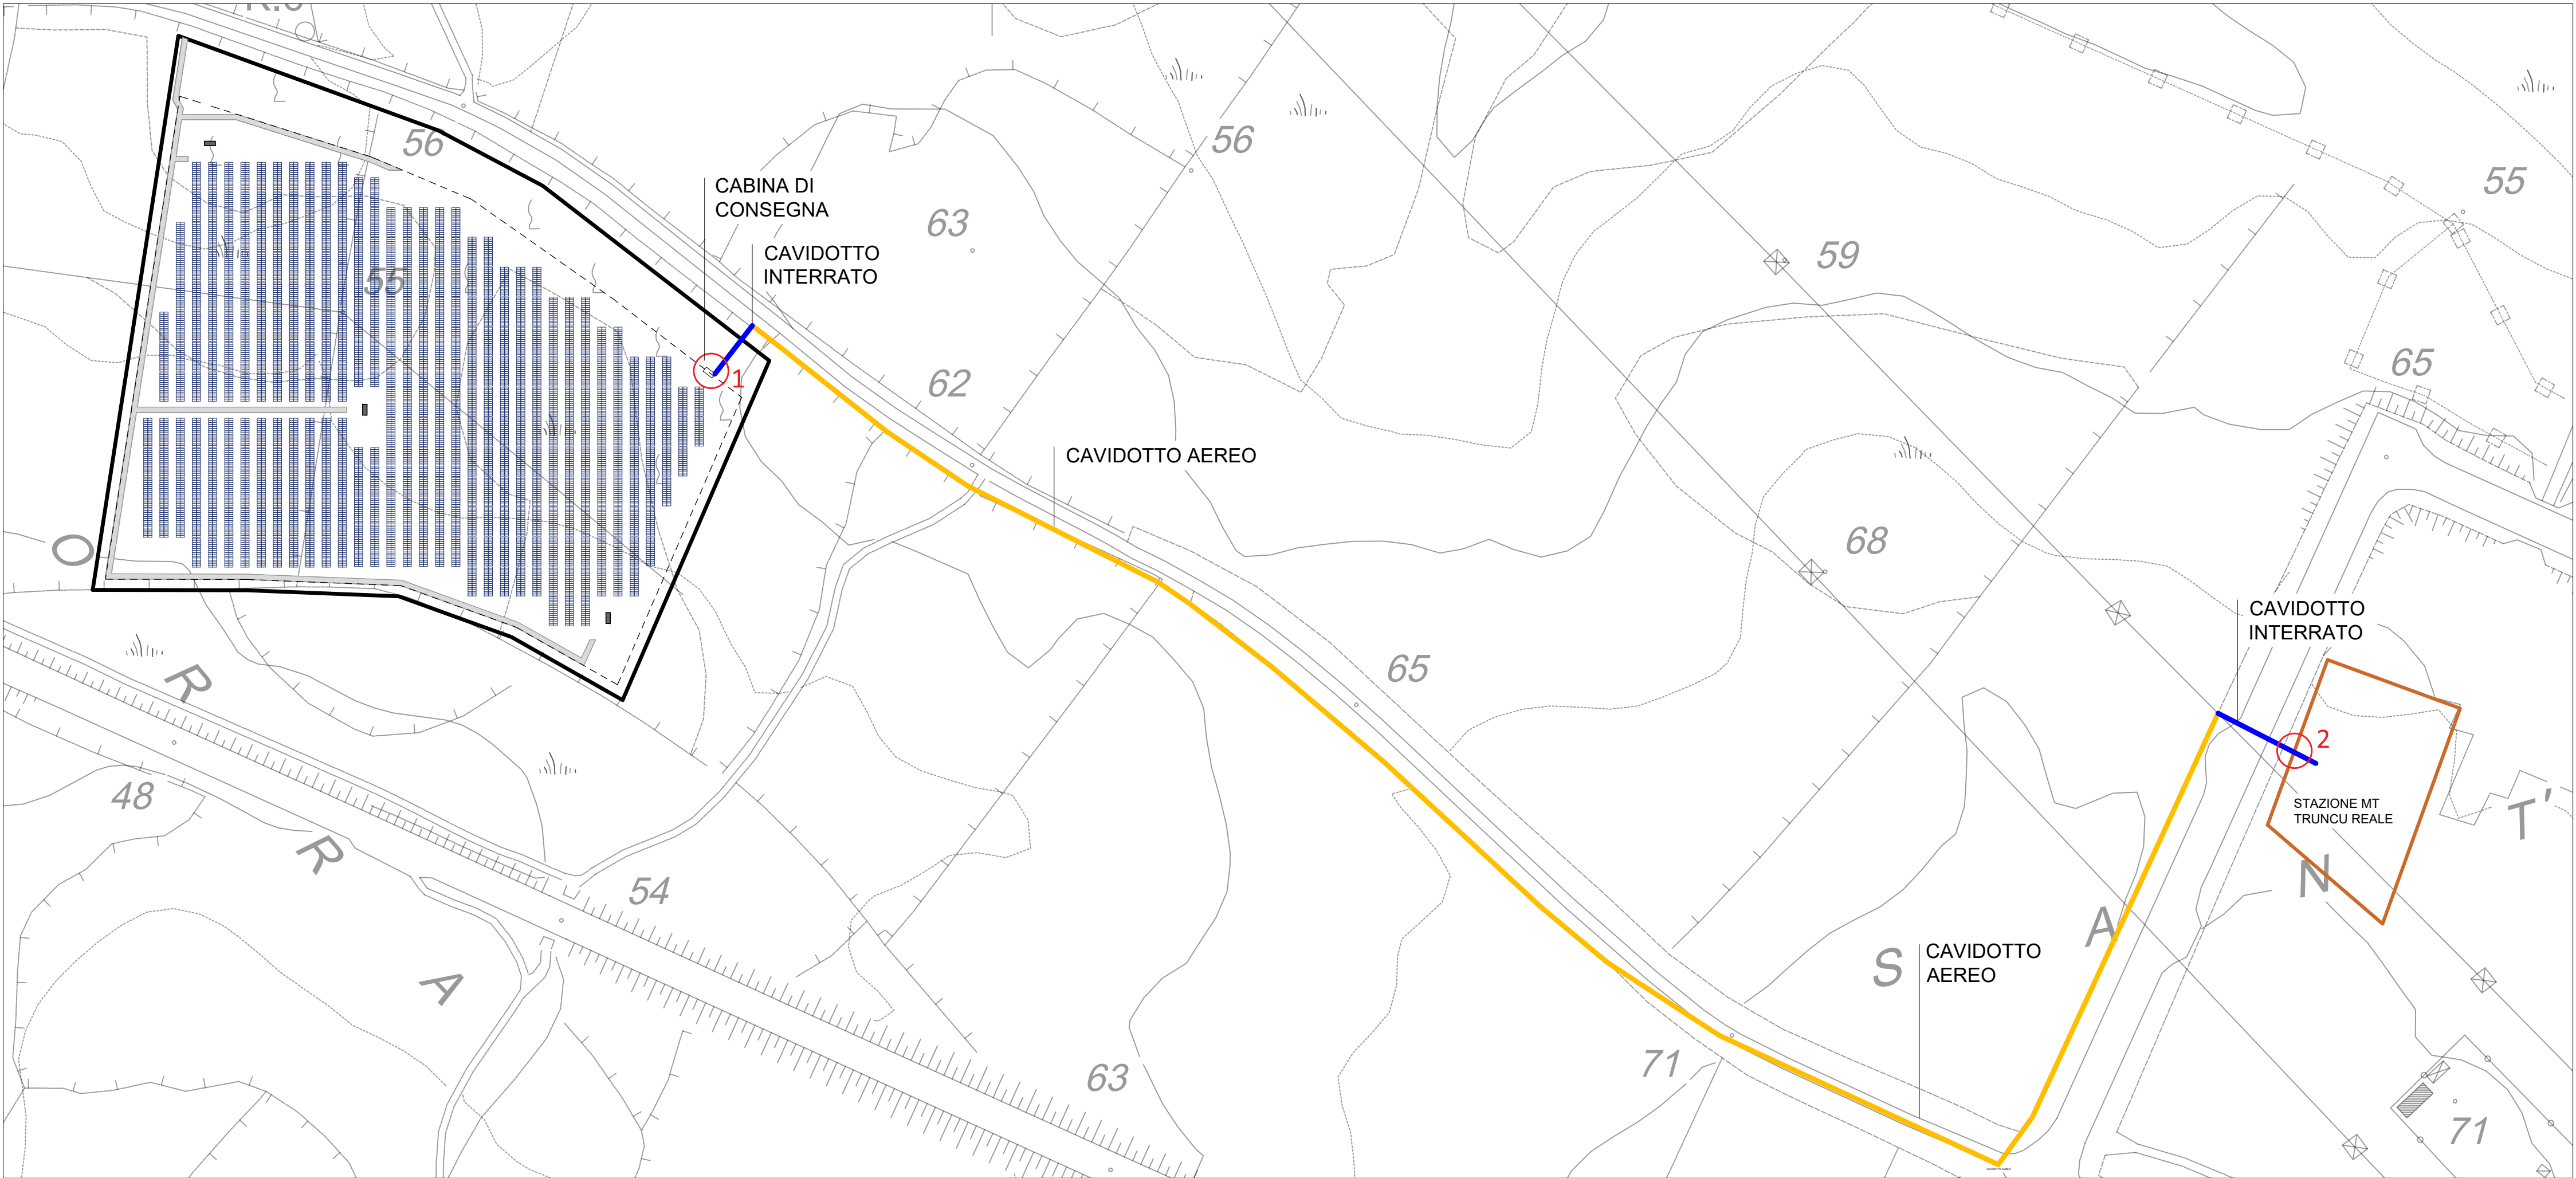 56
56
55
CABINA DI
CONSEGNA
63
CAVIDOTTO
INTERRATO
59
55
1
62
65
CAVIDOTTO AEREO
68
O
CAVIDOTTO
INTERRATO
R
65
2
48
STAZIONE MT
TRUNCU REALE
T'
R
54
N
A
A
S
CAVIDOTTO
AEREO
63
71
71